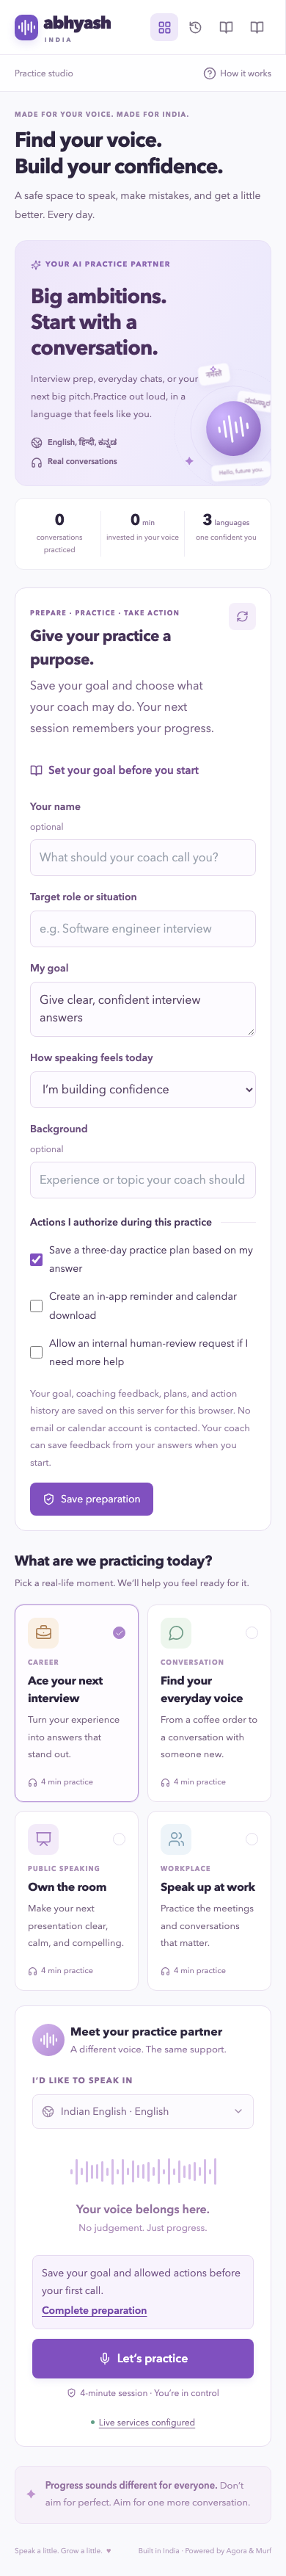 abhyash
INDIA
Practice studio
How it works
MADE FOR YOUR VOICE. MADE FOR INDIA.
Find your voice.
Build your confidence.
A safe space to speak, make mistakes, and get a little
better. Every day.
YOUR AI PRACTICE PARTNER
Big ambitions.
Start with a
conversation.
Interview prep, everyday chats, or your
next big pitch.Practice out loud, in a
language that feels like you.
English, हिन्दी, ಕನ್ನಡ
Real conversations
नमस्ते
Hello, future you.
0
conversations
practiced
0 min
invested in your voice
3 languages
one confident you
PREPARE · PRACTICE · TAKE ACTION
Give your practice a
purpose.
Save your goal and choose what
your coach may do. Your next
session remembers your progress.
Set your goal before you start
Your name
optional
What should your coach call you?
Target role or situation
e.g. Software engineer interview
My goal
Give clear, confident interview
answers
How speaking feels today
I'm building confidence
Background
optional
Experience or topic your coach should
Actions I authorize during this practice
Save a three-day practice plan based on my
answer
Create an in-app reminder and calendar
download
Allow an internal human-review request if I
need more help
Your goal, coaching feedback, plans, and action
history are saved on this server for this browser. No
email or calendar account is contacted. Your coach
can save feedback from your answers when you
start.
Save preparation
What are we practicing today?
Pick a real-life moment. We'll help you feel ready for it.
CAREER
Ace your next
interview
Turn your experience
into answers that
stand out.
4 min practice
CONVERSATION
Find your
everyday voice
From a coffee order to
a conversation with
someone new.
4 min practice
PUBLIC SPEAKING
Own the room
Make your next
presentation clear,
calm, and compelling.
4 min practice
WORKPLACE
Speak up at work
Practice the meetings
and conversations
that matter.
4 min practice
Meet your practice partner
A different voice. The same support.
I'D LIKE TO SPEAK IN
Indian English · English
Your voice belongs here.
No judgement. Just progress.
Save your goal and allowed actions before
your first call.
Complete preparation
Let's practice
4-minute session · You're in control
Live services configured
Progress sounds different for everyone. Don't
aim for perfect. Aim for one more conversation.
Speak a little. Grow a little. ♥
Built in India · Powered by Agora & Murf